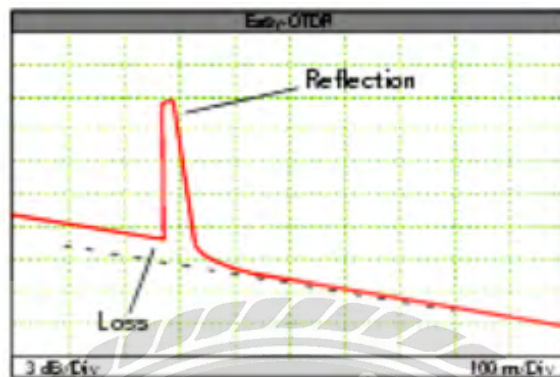 Easy-OTDR
Reflection
Loss
3 dB/Div
100 m/Div